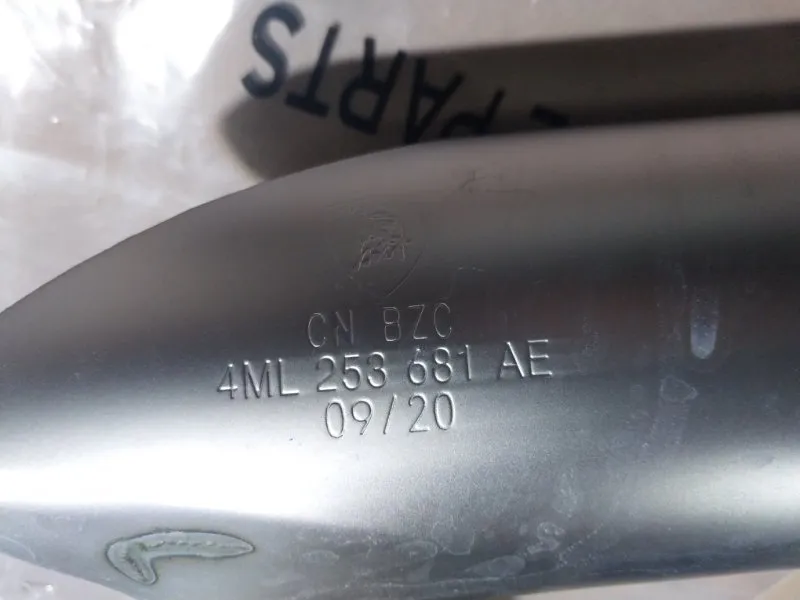 E PARTS
CN BZC
4ML 253 681 AE
09/20